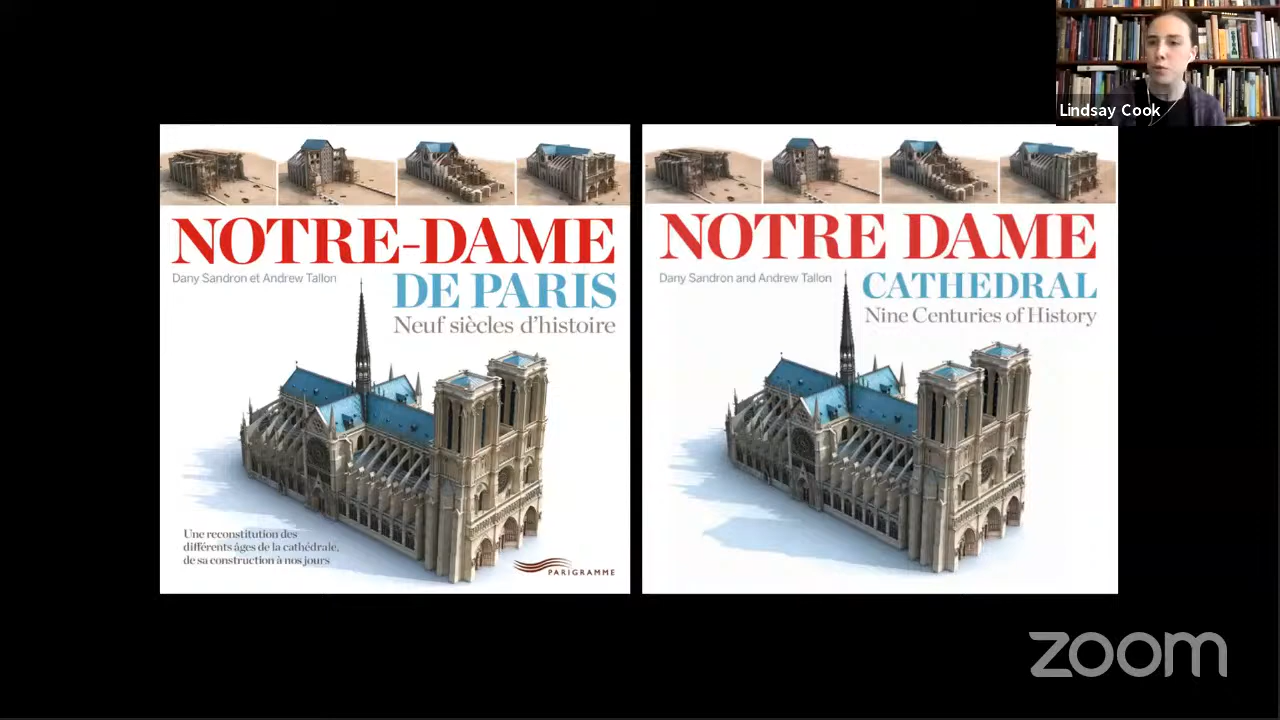 Lindsay Cook
NOTRE-DAME
Dany Sandron et Andrew Tallon
DE PARIS
Neuf siècles d'histoire
Une reconstitution des
différents âges de la cathédrale,
de sa construction à nos jours
PARIGRAMME
NOTRE DAME
Dany Sandron and Andrew Tallon
CATHEDRAL
Nine Centuries of History
zoom